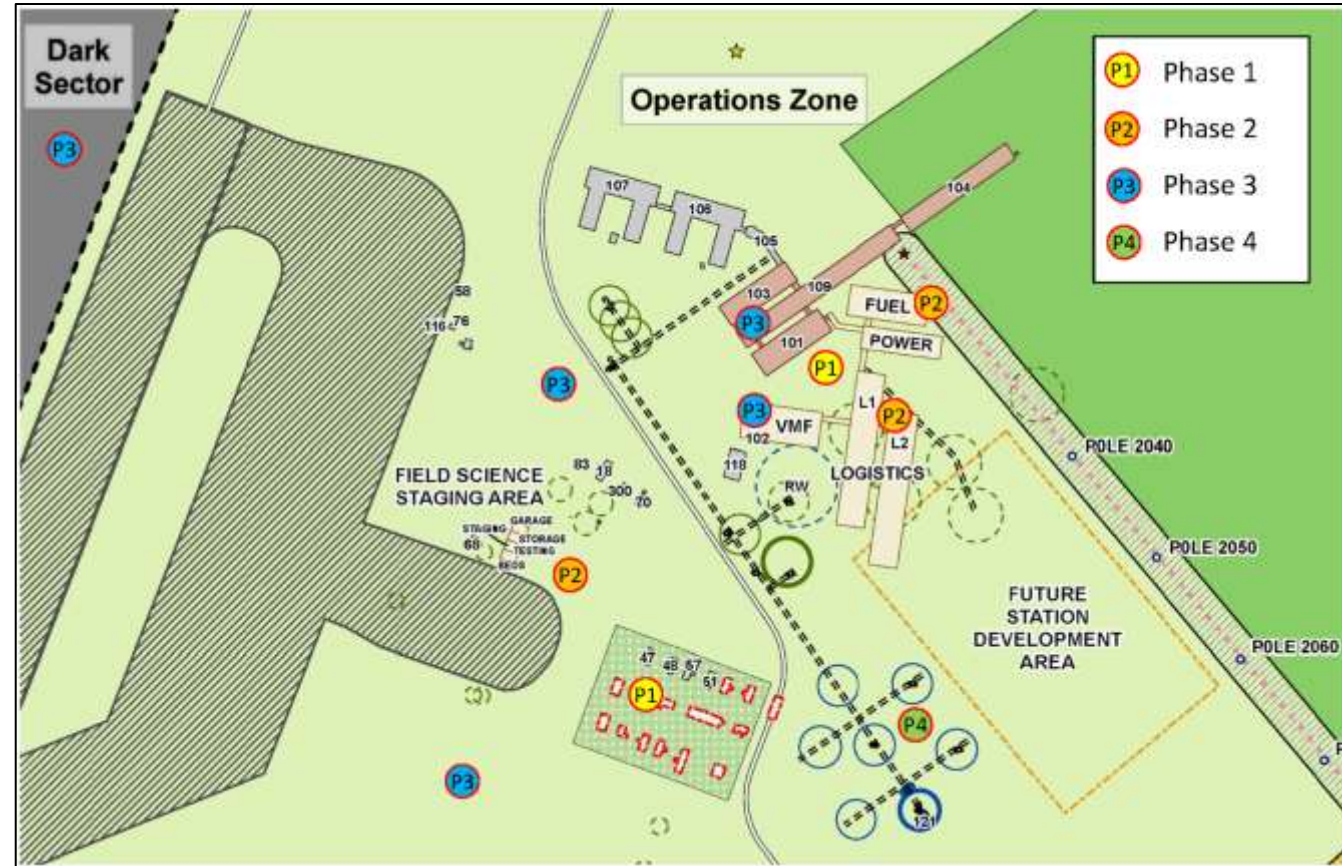 Dark
Sector
Operations Zone
P1 Phase 1
P2 Phase 2
P3 Phase 3
P4 Phase 4
P3
107
106
105
104
103
109
101
P3
FUEL
P2
POWER
P1
58
116
76
P3
P3
VMF
102
118
L1
P2
L2
LOGISTICS
RW
POLE 2040
POLE 2050
POLE 2060
FIELD SCIENCE
STAGING AREA
83
18
300
70
GARAGE
STAGING
STORAGE
68
TESTING
P2
FUTURE
STATION
DEVELOPMENT
AREA
47
48
57
51
P1
P4
P3
121
P